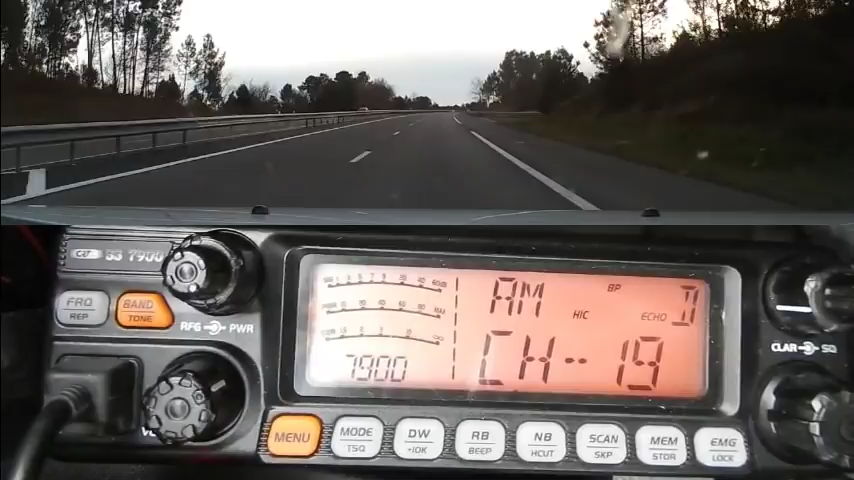 CRT SS 7900
FRQ
REP
BAND
TONE
RFG PWR
AM
BP
HIC
ECHO
D
CH-- 19
7900
CLAR SQ
MENU
MODE
TSQ
DW
+10K
RB
BEEP
NB
HCUT
SCAN
SKP
MEM
STOR
EMG
LOCK